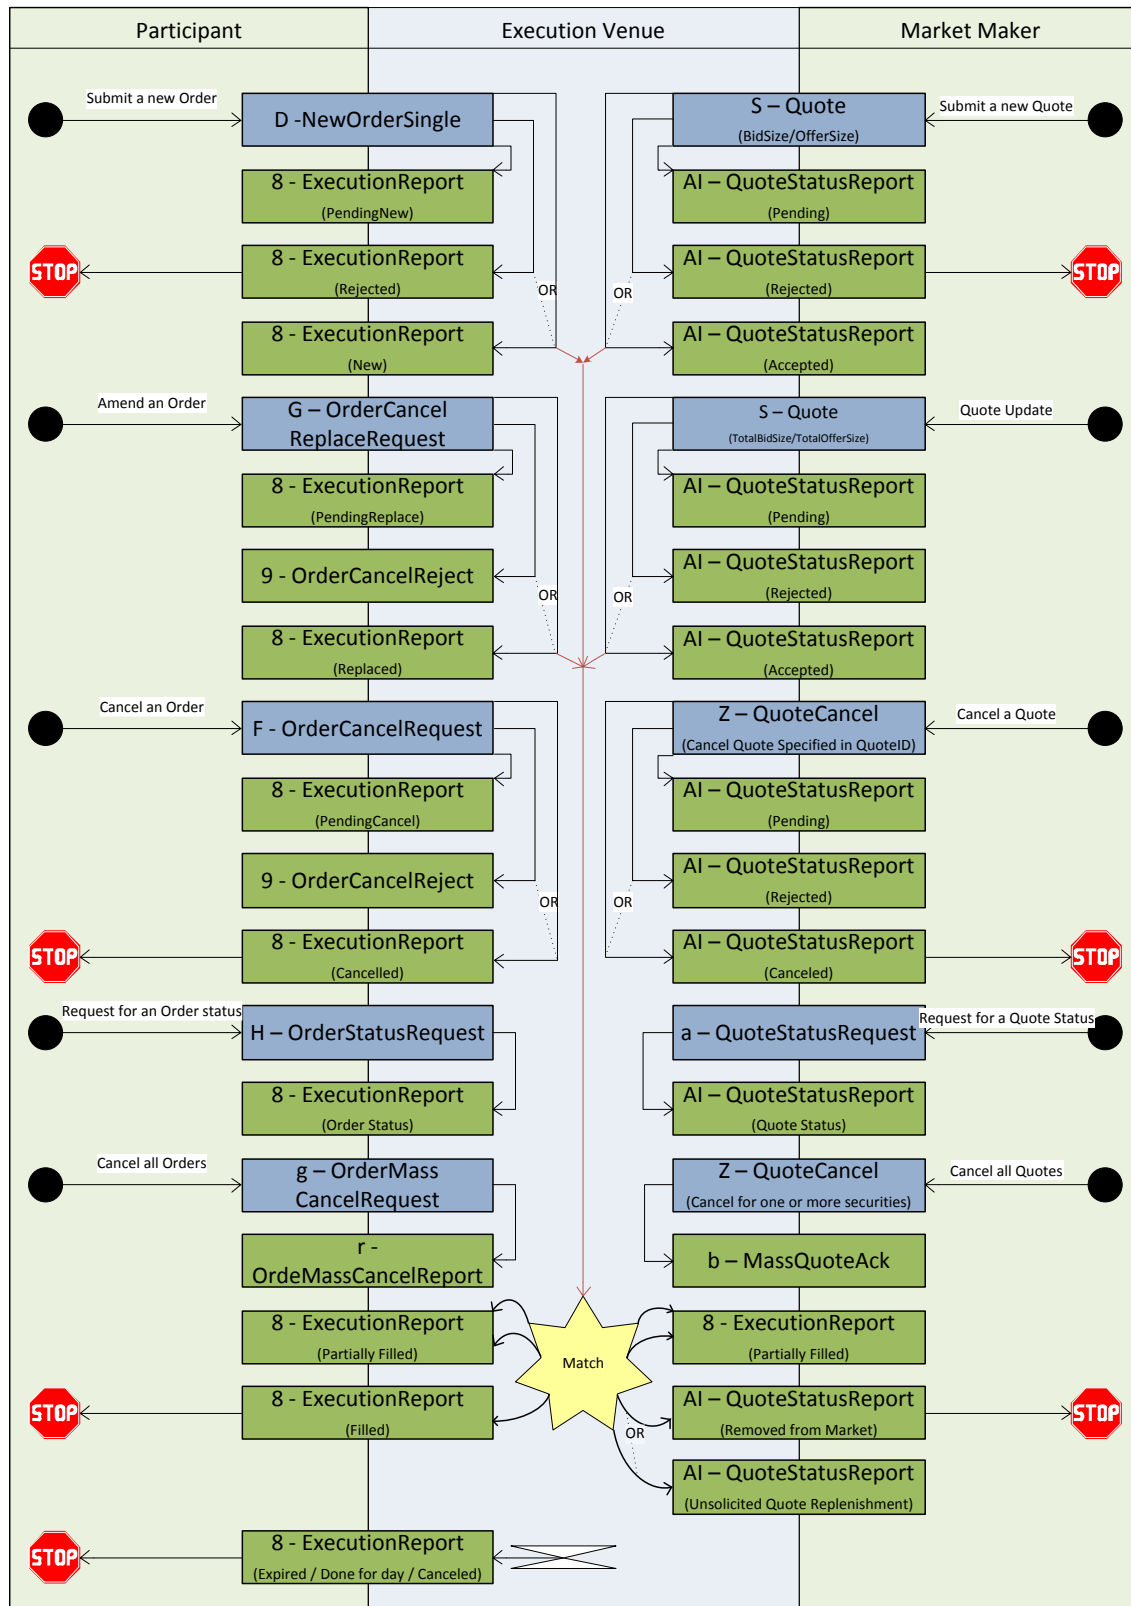 Participant
Execution Venue
Market Maker
Submit a new Order
D -NewOrderSingle
S – Quote
(BidSize/OfferSize)
Submit a new Quote
8 - ExecutionReport
(PendingNew)
AI – QuoteStatusReport
(Pending)
STOP
8 - ExecutionReport
(Rejected)
OR
OR
AI – QuoteStatusReport
(Rejected)
STOP
8 - ExecutionReport
(New)
AI – QuoteStatusReport
(Accepted)
Amend an Order
G – OrderCancel
ReplaceRequest
S – Quote
(TotalBidSize/TotalOfferSize)
Quote Update
8 - ExecutionReport
(PendingReplace)
AI – QuoteStatusReport
(Pending)
9 - OrderCancelReject
OR
OR
AI – QuoteStatusReport
(Rejected)
8 - ExecutionReport
(Replaced)
AI – QuoteStatusReport
(Accepted)
Cancel an Order
F - OrderCancelRequest
Z – QuoteCancel
(Cancel Quote Specified in QuoteID)
Cancel a Quote
8 - ExecutionReport
(PendingCancel)
AI – QuoteStatusReport
(Pending)
9 - OrderCancelReject
OR
OR
AI – QuoteStatusReport
(Rejected)
STOP
8 - ExecutionReport
(Cancelled)
AI – QuoteStatusReport
(Canceled)
STOP
Request for an Order status
H – OrderStatusRequest
a – QuoteStatusRequest
Request for a Quote Status
8 - ExecutionReport
(Order Status)
AI – QuoteStatusReport
(Quote Status)
Cancel all Orders
g – OrderMass
CancelRequest
Z – QuoteCancel
(Cancel for one or more securities)
Cancel all Quotes
r -
OrdeMassCancelReport
b – MassQuoteAck
8 - ExecutionReport
(Partially Filled)
Match
8 - ExecutionReport
(Partially Filled)
STOP
8 - ExecutionReport
(Filled)
OR
AI – QuoteStatusReport
(Removed from Market)
STOP
AI – QuoteStatusReport
(Unsolicited Quote Replenishment)
STOP
8 - ExecutionReport
(Expired / Done for day / Canceled)